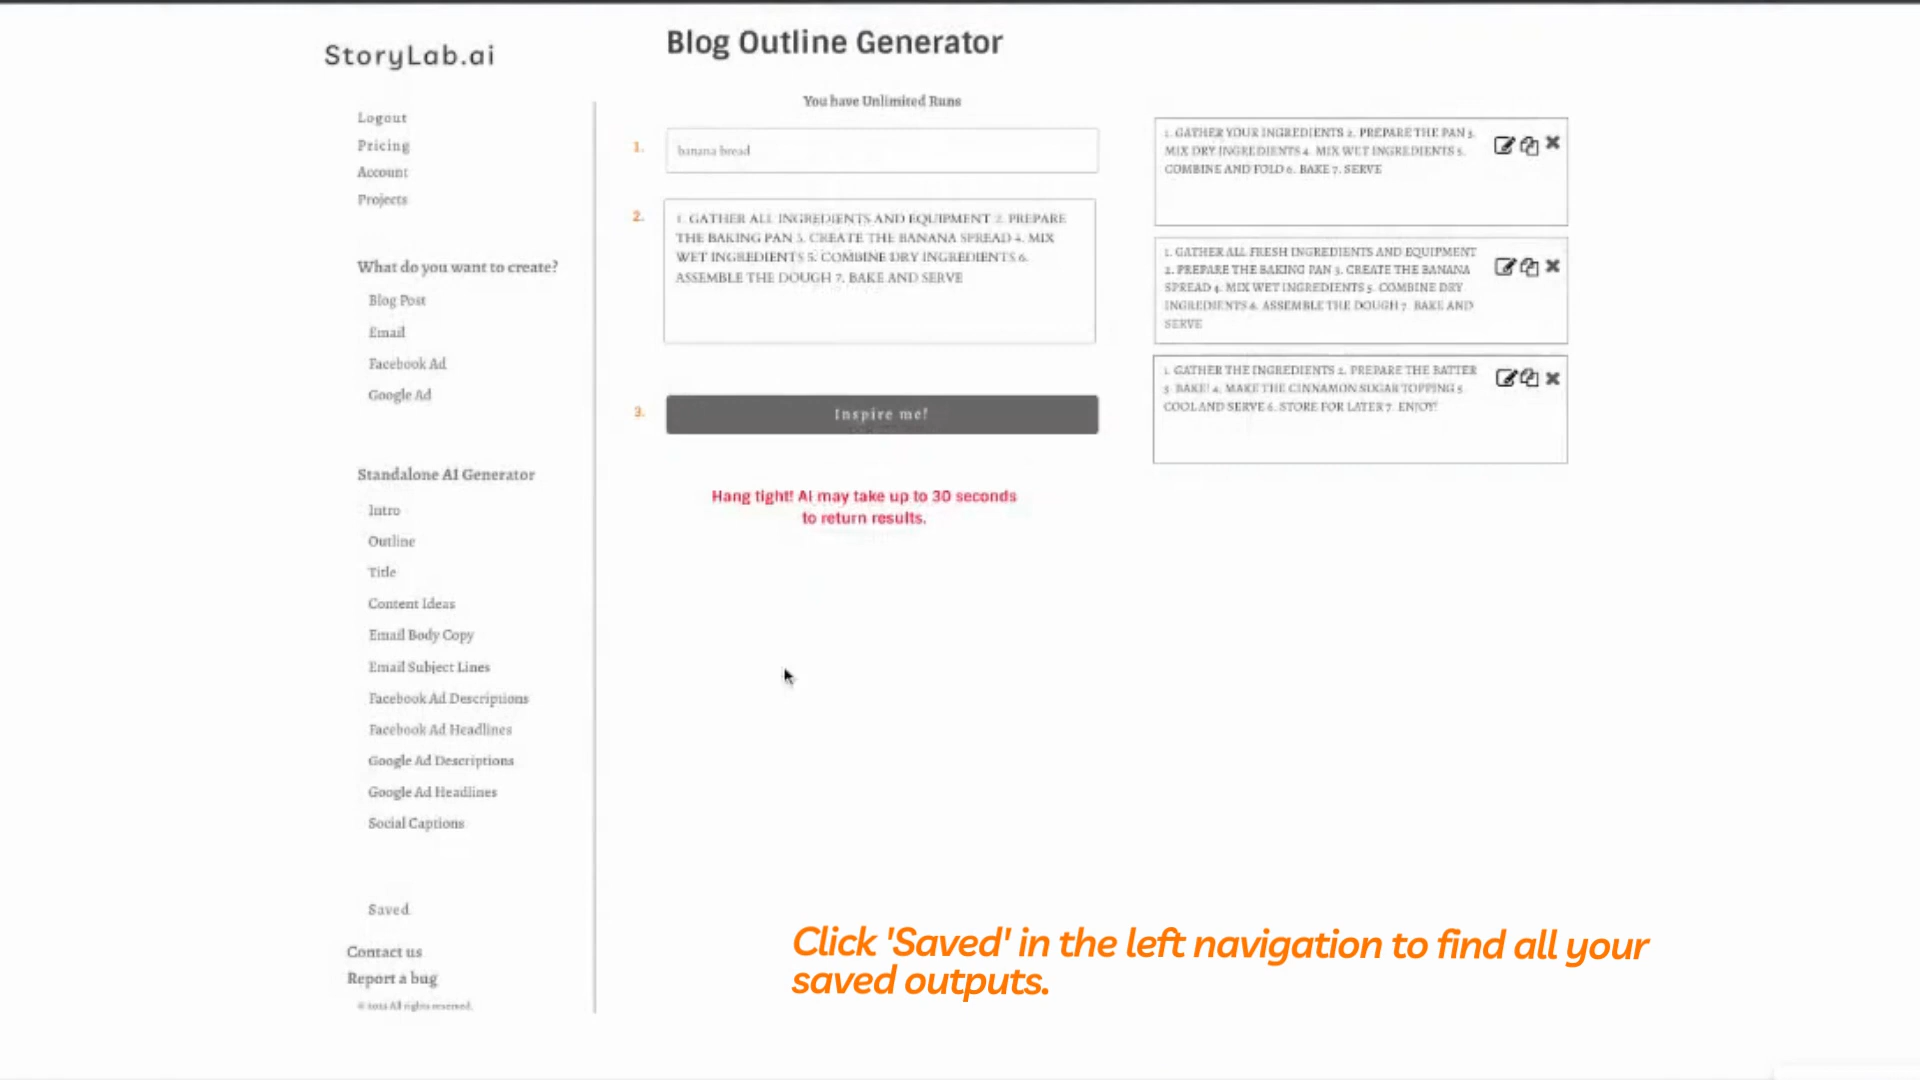 StoryLab.ai
Logout
Pricing
Account
Projects
What do you want to create?
Blog Post
Email
Facebook Ad
Google Ad
Standalone AI Generator
Intro
Outline
Title
Content Ideas
Email Body Copy
Email Subject Lines
Facebook Ad Descriptions
Facebook Ad Headlines
Google Ad Descriptions
Google Ad Headlines
Social Captions
Saved
Contact us
Report a bug
All rights reserved.
Blog Outline Generator
You have Unlimited Runs
1.
banana bread
2.
1. GATHER ALL INGREDIENTS AND EQUIPMENT 2. PREPARE
THE BAKING PAN 3. CREATE THE BANANA SPREAD 4. MIX
WET INGREDIENTS 5. COMBINE DRY INGREDIENTS 6.
ASSEMBLE THE DOUGH 7. BAKE AND SERVE
3.
Inspire me!
Hang tight! AI may take up to 30 seconds
to return results.
1. GATHER YOUR INGREDIENTS 2. PREPARE THE PAN 3.
MIX DRY INGREDIENTS 4. MIX WET INGREDIENTS 5.
COMBINE AND FOLD 6. BAKE 7. SERVE
1. GATHER ALL FRESH INGREDIENTS AND EQUIPMENT
2. PREPARE THE BAKING PAN 3. CREATE THE BANANA
SPREAD 4. MIX WET INGREDIENTS 5. COMBINE DRY
INGREDIENTS 6. ASSEMBLE THE DOUGH 7. BAKE AND
SERVE
1. GATHER THE INGREDIENTS 2. PREPARE THE BATTER
3. BAKE! 4. MAKE THE CINNAMON SUGAR TOPPING 5.
COOL AND SERVE 6. STORE FOR LATER 7. ENJOY!
Click 'Saved' in the left navigation to find all your
saved outputs.